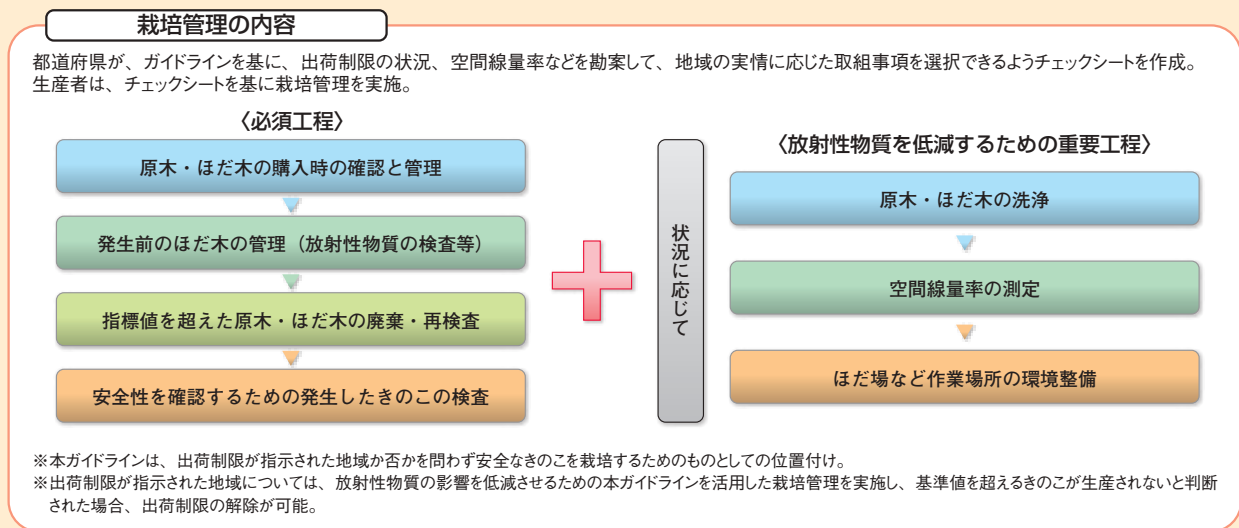 栽培管理の内容
都道府県が、ガイドラインを基に、出荷制限の状況、空間線量率などを勘案して、地域の実情に応じた取組事項を選択できるようチェックシートを作成。
生産者は、チェックシートを基に栽培管理を実施。
〈必須工程〉
原木・ほだ木の購入時の確認と管理
発生前のほだ木の管理（放射性物質の検査等）
指標値を超えた原木・ほだ木の廃棄・再検査
安全性を確認するための発生したきのこの検査
状況に応じて
〈放射性物質を低減するための重要工程〉
原木・ほだ木の洗浄
空間線量率の測定
ほだ場など作業場所の環境整備
※本ガイドラインは、出荷制限が指示された地域か否かを問わず安全なきのこを栽培するためのものとしての位置付け。
※出荷制限が指示された地域については、放射性物質の影響を低減させるための本ガイドラインを活用した栽培管理を実施し、基準値を超えるきのこが生産されないと判断
された場合、出荷制限の解除が可能。